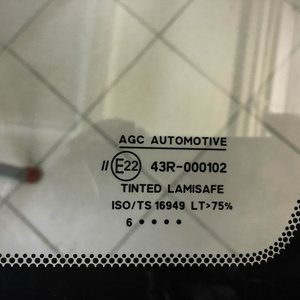 AGC AUTOMOTIVE
// E22 43R-000102
TINTED LAMISAFE
ISO/TS 16949 LT>75%
6 • • • •